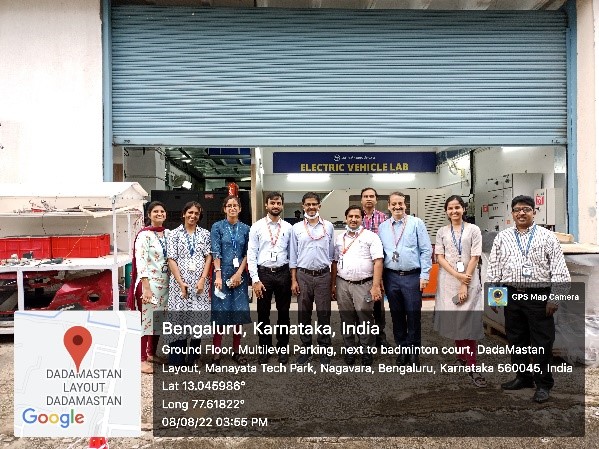 ELECTRIC VEHICLE LAB
GPS Map Camera
Bengaluru, Karnataka, India
Ground Floor, Multilevel Parking, next to badminton court, DadaMastan
Layout, Manayata Tech Park, Nagavara, Bengaluru, Karnataka 560045, India
Lat 13.045986°
Long 77.61822°
08/08/22 03:55 PM
DADAMASTAN
LAYOUT
DADAMASTAN
Google